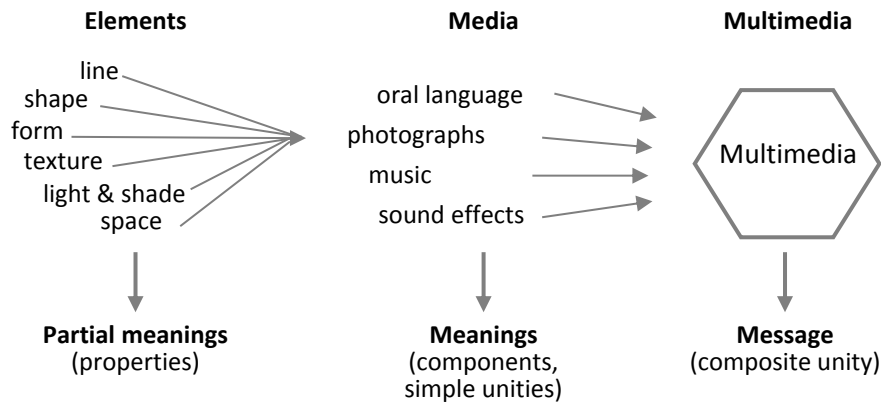 Elements
line
shape
form
texture
light & shade
space
Partial meanings
(properties)
Media
oral language
photographs
music
sound effects
Meanings
(components,
simple unities)
Multimedia
Multimedia
Message
(composite unity)